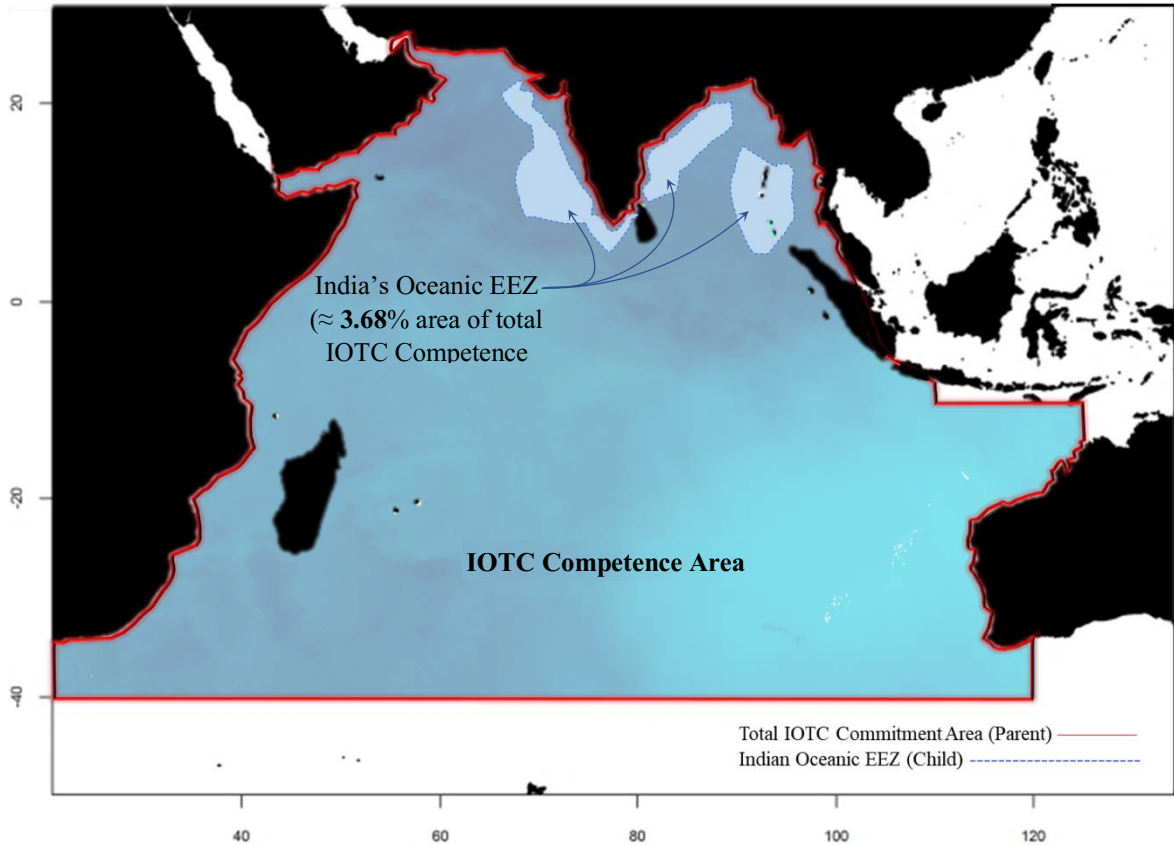 20
0
-20
-40
India's Oceanic EEZ
(≈ 3.68% area of total
IOTC Competence
IOTC Competence Area
Total IOTC Commitment Area (Parent)
Indian Oceanic EEZ (Child)
40
60
80
100
120